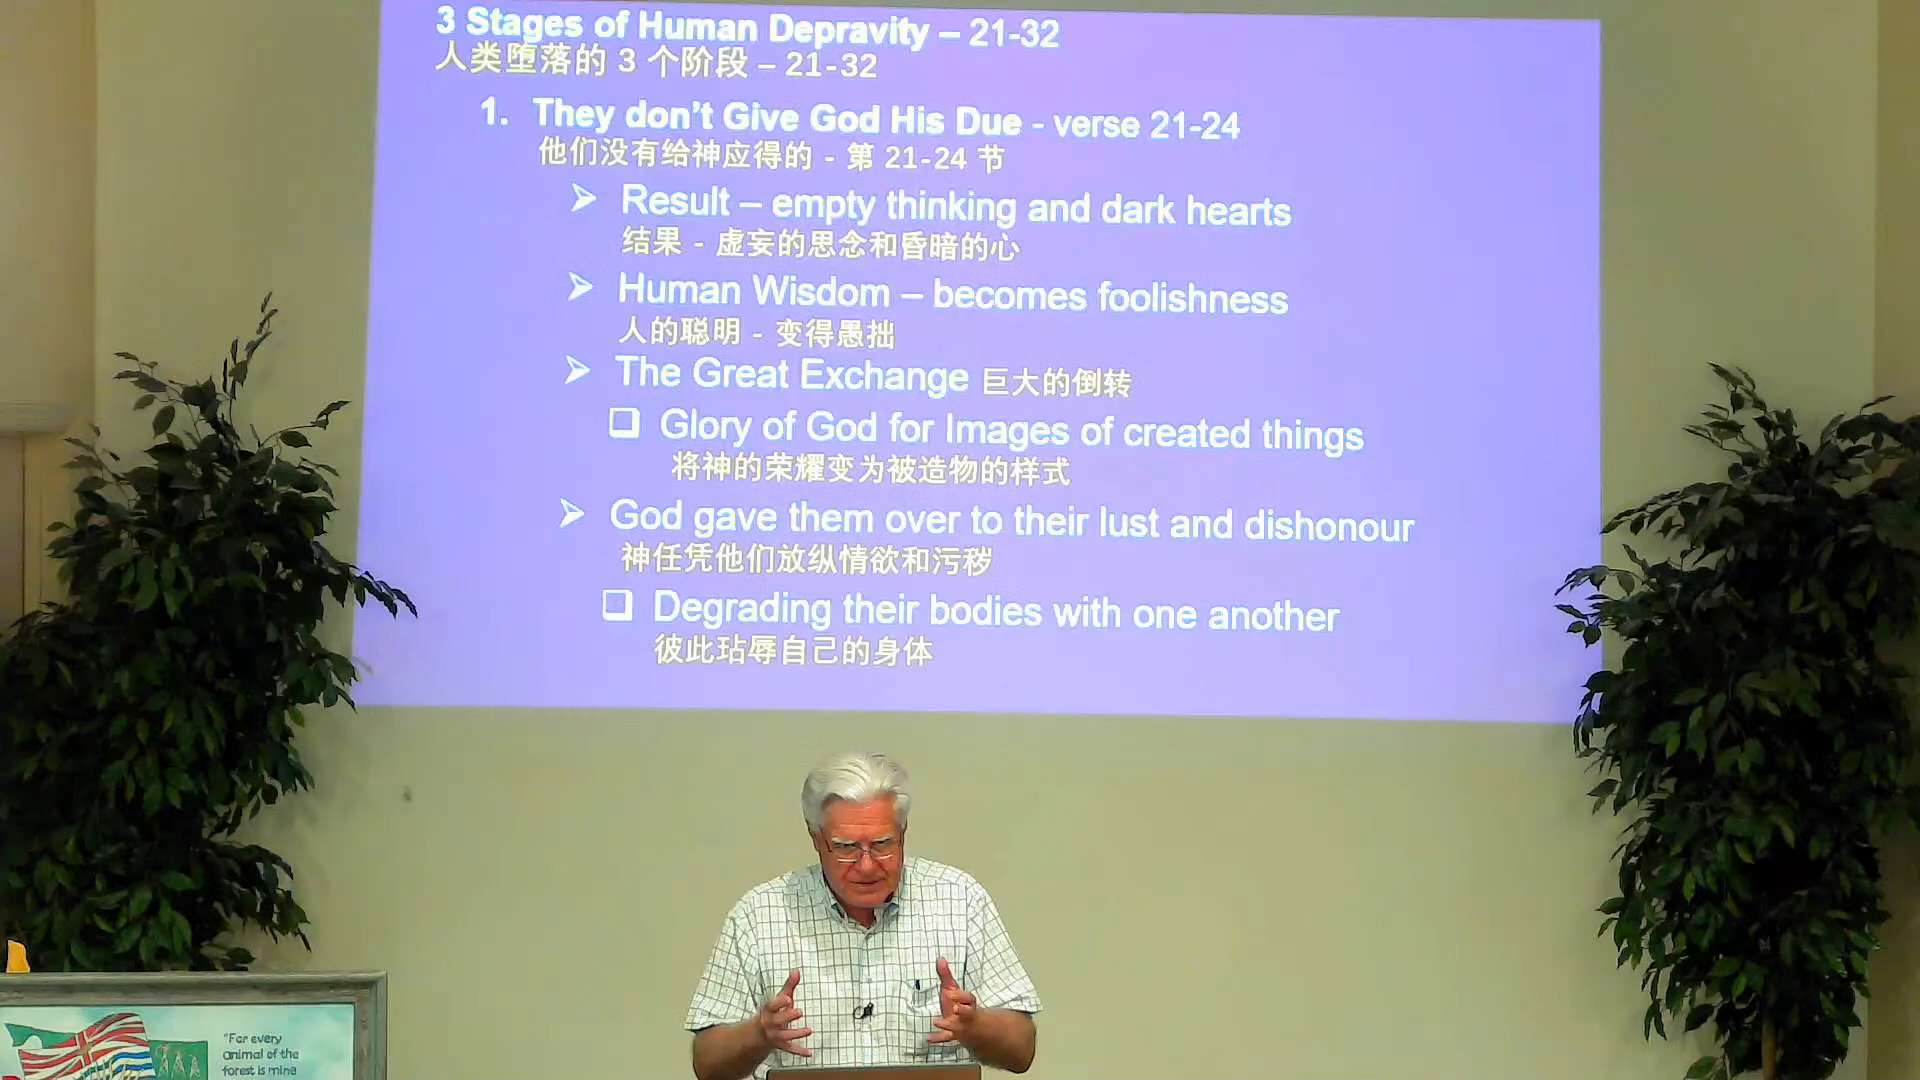 3 Stages of Human Depravity – 21-32
人类堕落的 3 个阶段 – 21-32
1. They don't Give God His Due - verse 21-24
他们没有给神应得的 - 第 21-24 节
➢ Result – empty thinking and dark hearts
结果 - 虚妄的思念和昏暗的心
➢ Human Wisdom – becomes foolishness
人的聪明 - 变得愚拙
➢ The Great Exchange 巨大的倒转
❑ Glory of God for Images of created things
将神的荣耀变为被造物的样式
➢ God gave them over to their lust and dishonour
神任凭他们放纵情欲和污秽
❑ Degrading their bodies with one another
彼此玷辱自己的身体
"For every
animal of the
forest is mine